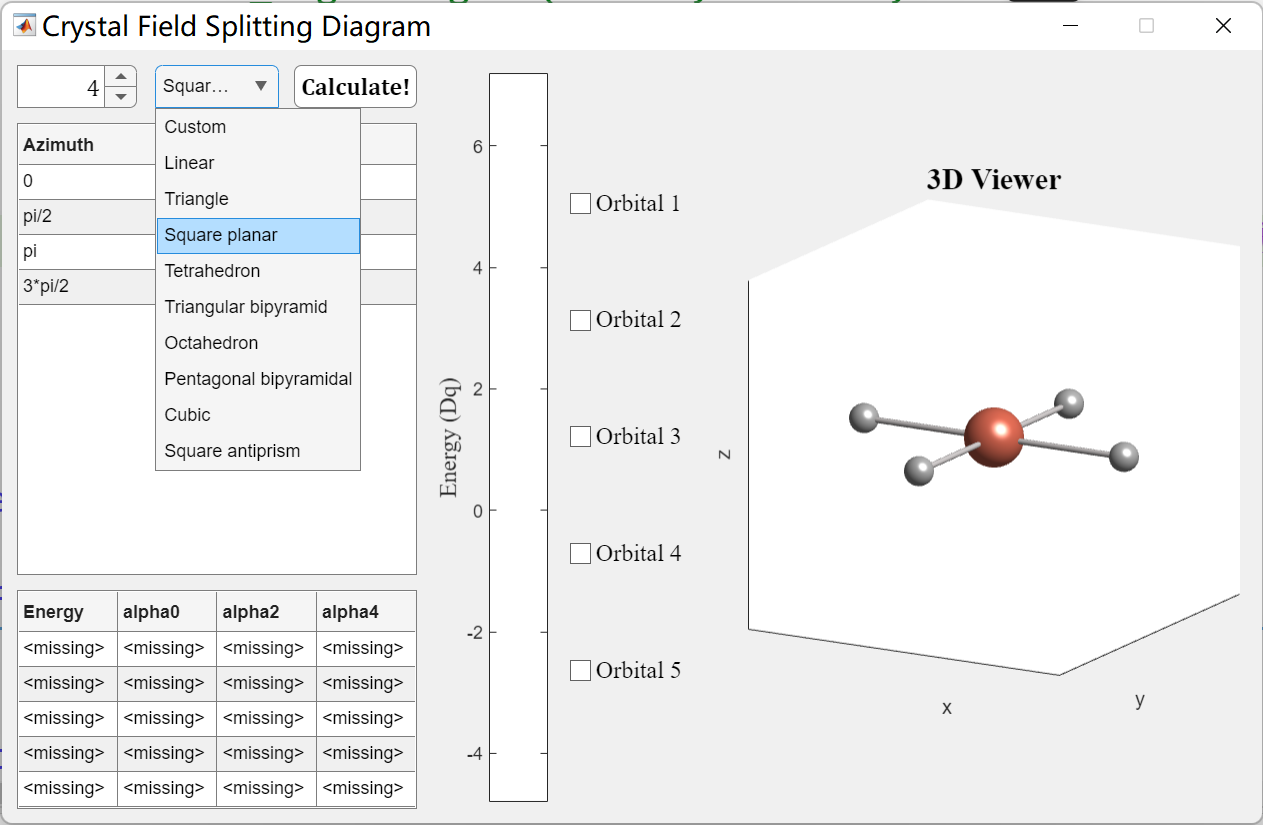 Crystal Field Splitting Diagram
4
Squar...
Calculate!
Custom
Linear
Triangle
Square planar
Tetrahedron
Triangular bipyramid
Octahedron
Pentagonal bipyramidal
Cubic
Square antiprism
Azimuth
0
pi/2
pi
3*pi/2
Energy alpha0 alpha2 alpha4
<missing> <missing> <missing> <missing>
<missing> <missing> <missing> <missing>
<missing> <missing> <missing> <missing>
<missing> <missing> <missing> <missing>
<missing> <missing> <missing> <missing>
Energy (Dq)
6
4
2
0
-2
-4
Orbital 1
Orbital 2
Orbital 3
Orbital 4
Orbital 5
3D Viewer
z
x
y